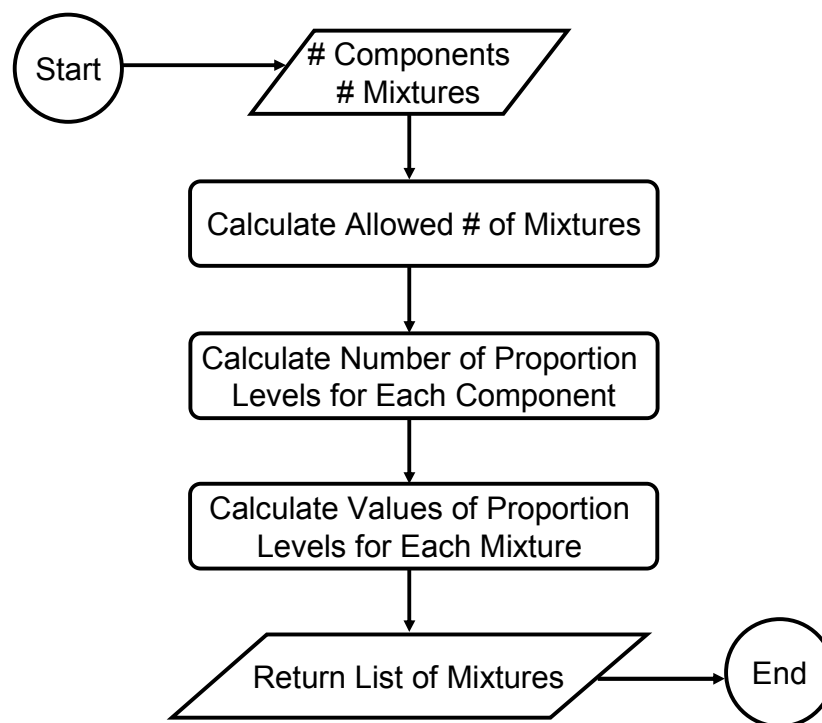 Start
# Components
# Mixtures
Calculate Allowed # of Mixtures
Calculate Number of Proportion
Levels for Each Component
Calculate Values of Proportion
Levels for Each Mixture
Return List of Mixtures
End